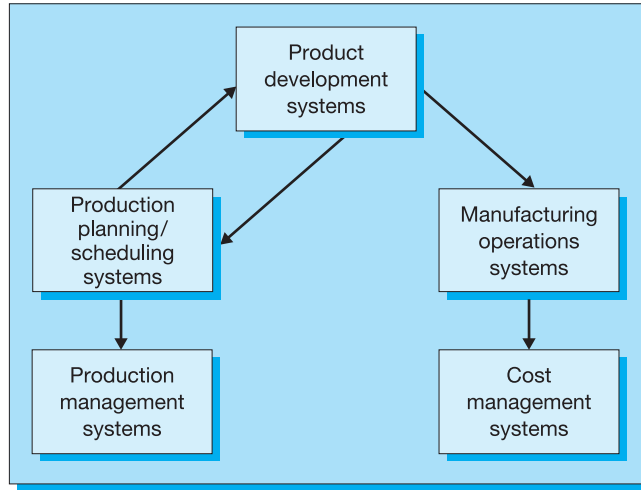 Product
development
systems
Production
planning/
scheduling
systems
Manufacturing
operations
systems
Production
management
systems
Cost
management
systems